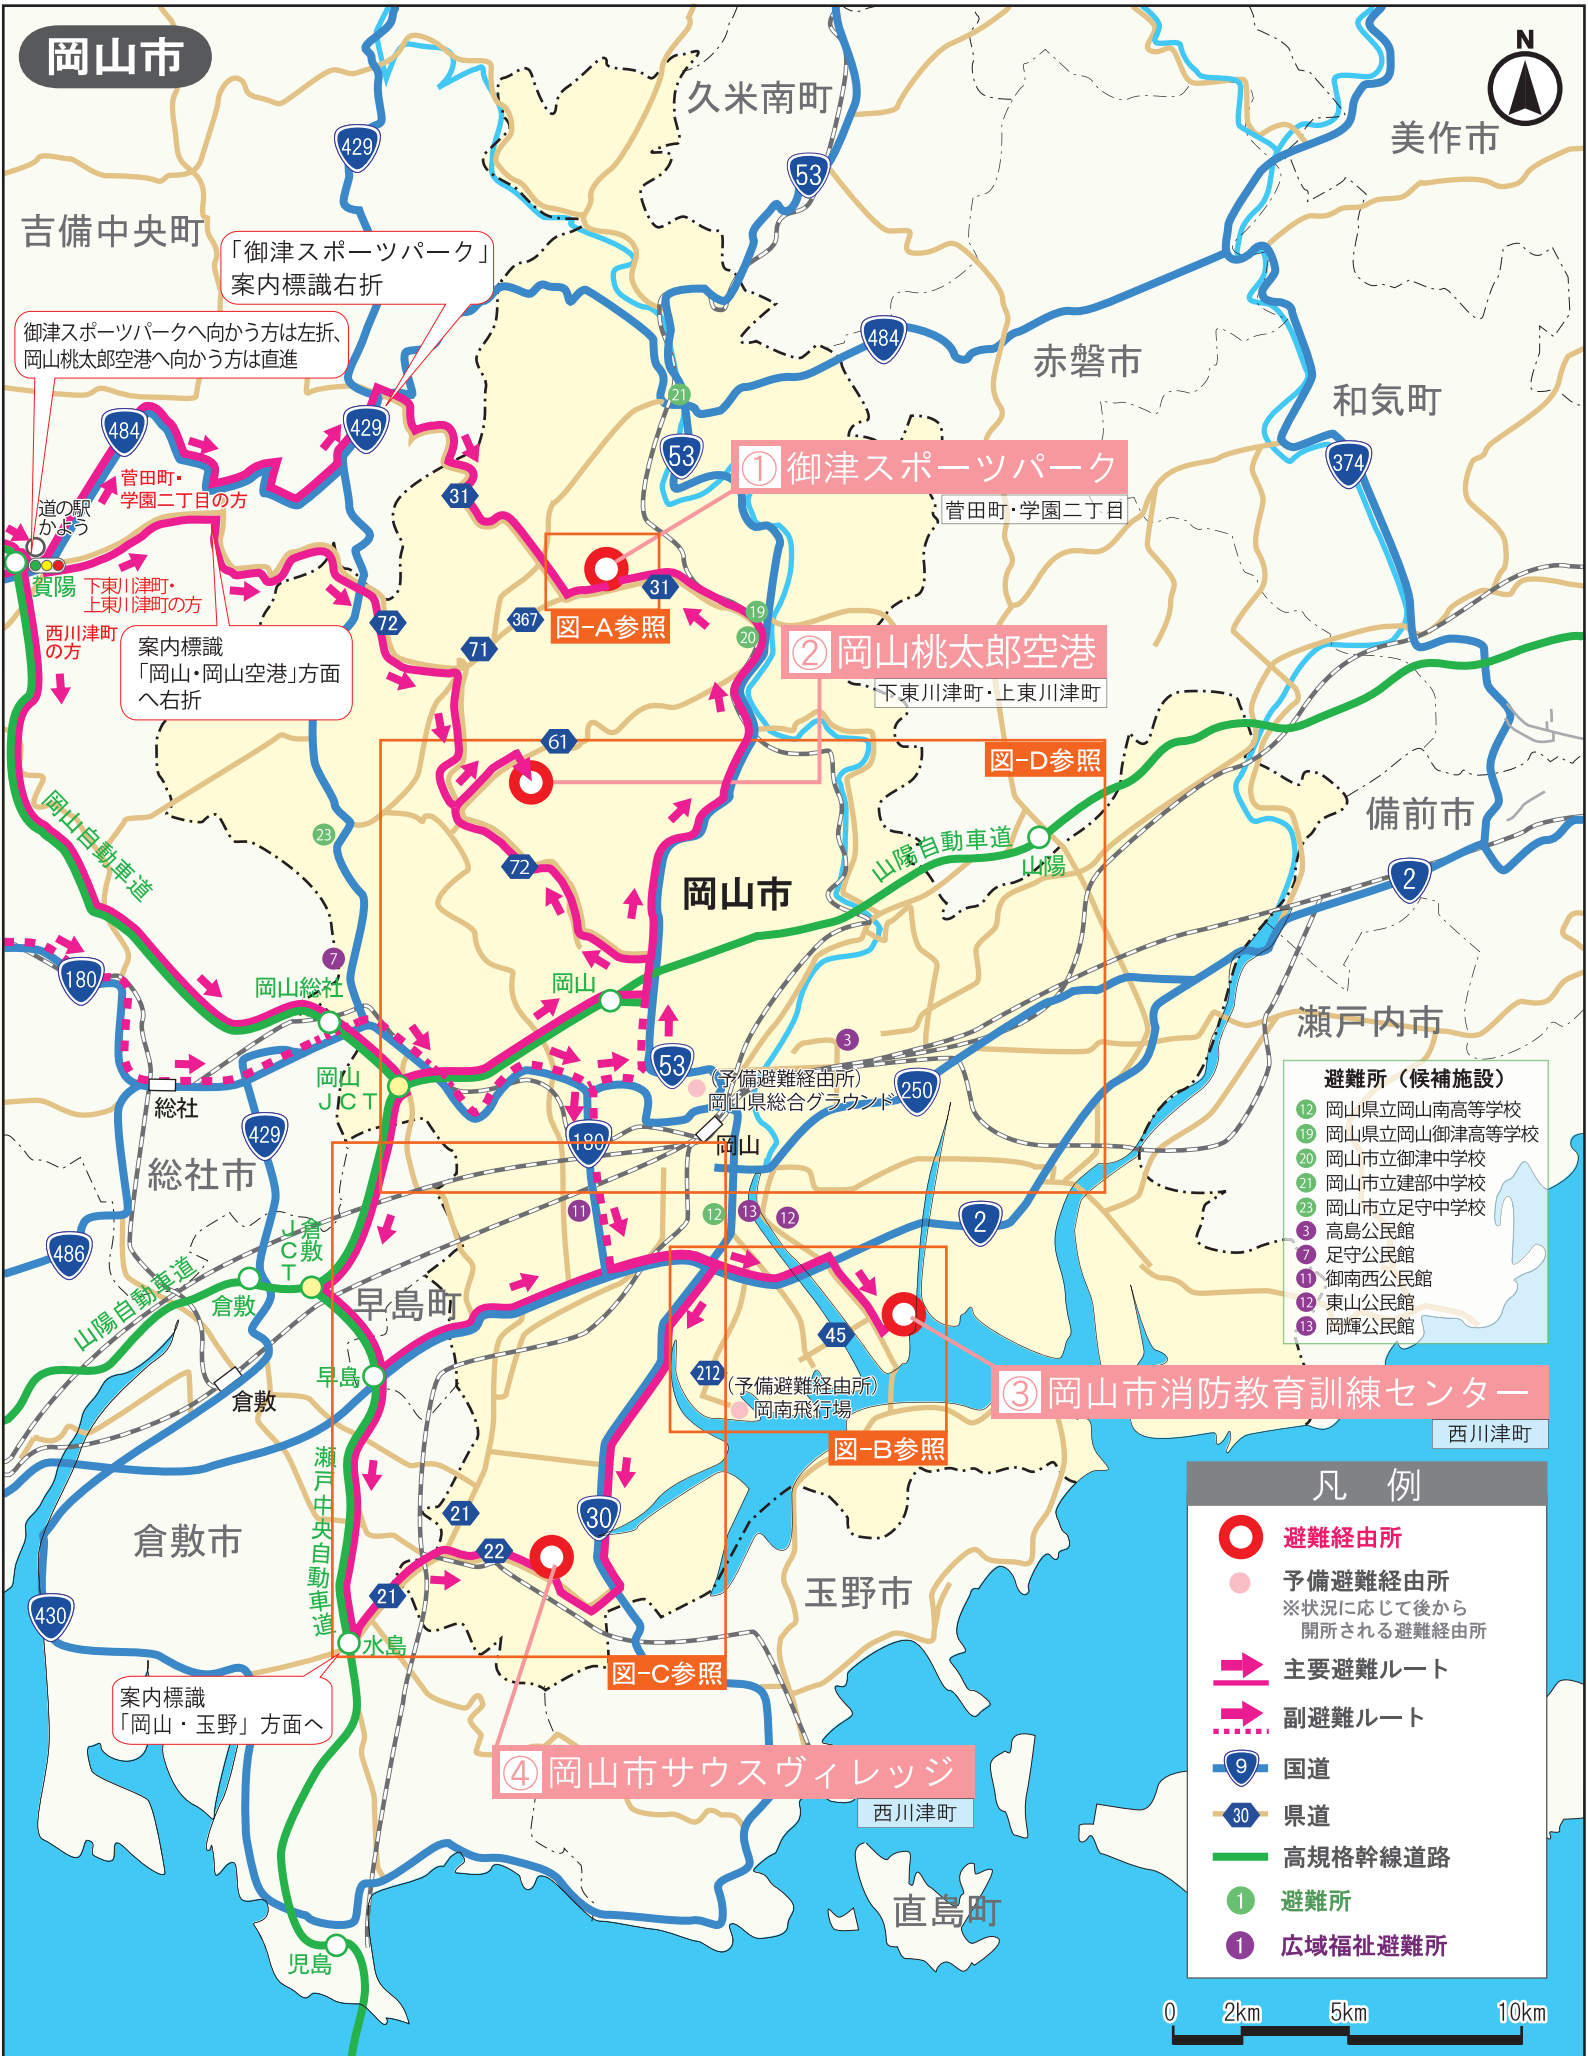 岡山市
N
久米南町
美作市
吉備中央町
429
53
「御津スポーツパーク」
案内標識右折
御津スポーツパークへ向かう方は左折、
岡山桃太郎空港へ向かう方は直進
484
赤磐市
和気町
21
484
429
53
374
①御津スポーツパーク
菅田町・学園二丁目
菅田町・
学園二丁目の方
31
道の駅
かよう
賀陽
下東川津町・
上東川津町の方
西川津町
の方
31
図-A参照
19
20
367
72
71
案内標識
「岡山・岡山空港」方面
へ右折
②岡山桃太郎空港
下東川津町・上東川津町
61
図-D参照
岡山自動車道
23
備前市
山陽自動車道
山陽
72
岡山市
2
7
180
岡山総社
岡山
瀬戸内市
3
53
(予備避難経由所)
岡山県総合グラウンド
250
岡山
JCT
総社
429
180
岡山
総社市
避難所（候補施設）
12 岡山県立岡山南高等学校
19 岡山県立岡山御津高等学校
20 岡山市立御津中学校
21 岡山市立建部中学校
23 岡山市立足守中学校
3 高島公民館
7 足守公民館
11 御南西公民館
12 東山公民館
13 岡輝公民館
11
12
13
12
2
486
倉敷
JCT
山陽自動車道
倉敷
早島町
45
早島
倉敷
212
(予備避難経由所)
岡南飛行場
③岡山市消防教育訓練センター
西川津町
図-B参照
瀬戸中央自動車道
21
30
倉敷市
22
21
430
玉野市
水島
図-C参照
案内標識
「岡山・玉野」方面へ
④岡山市サウスヴィレッジ
西川津町
直島町
児島
凡 例
避難経由所
予備避難経由所
※状況に応じて後から
開所される避難経由所
主要避難ルート
副避難ルート
9 国道
30 県道
高規格幹線道路
1 避難所
1 広域福祉避難所
0 2km 5km 10km